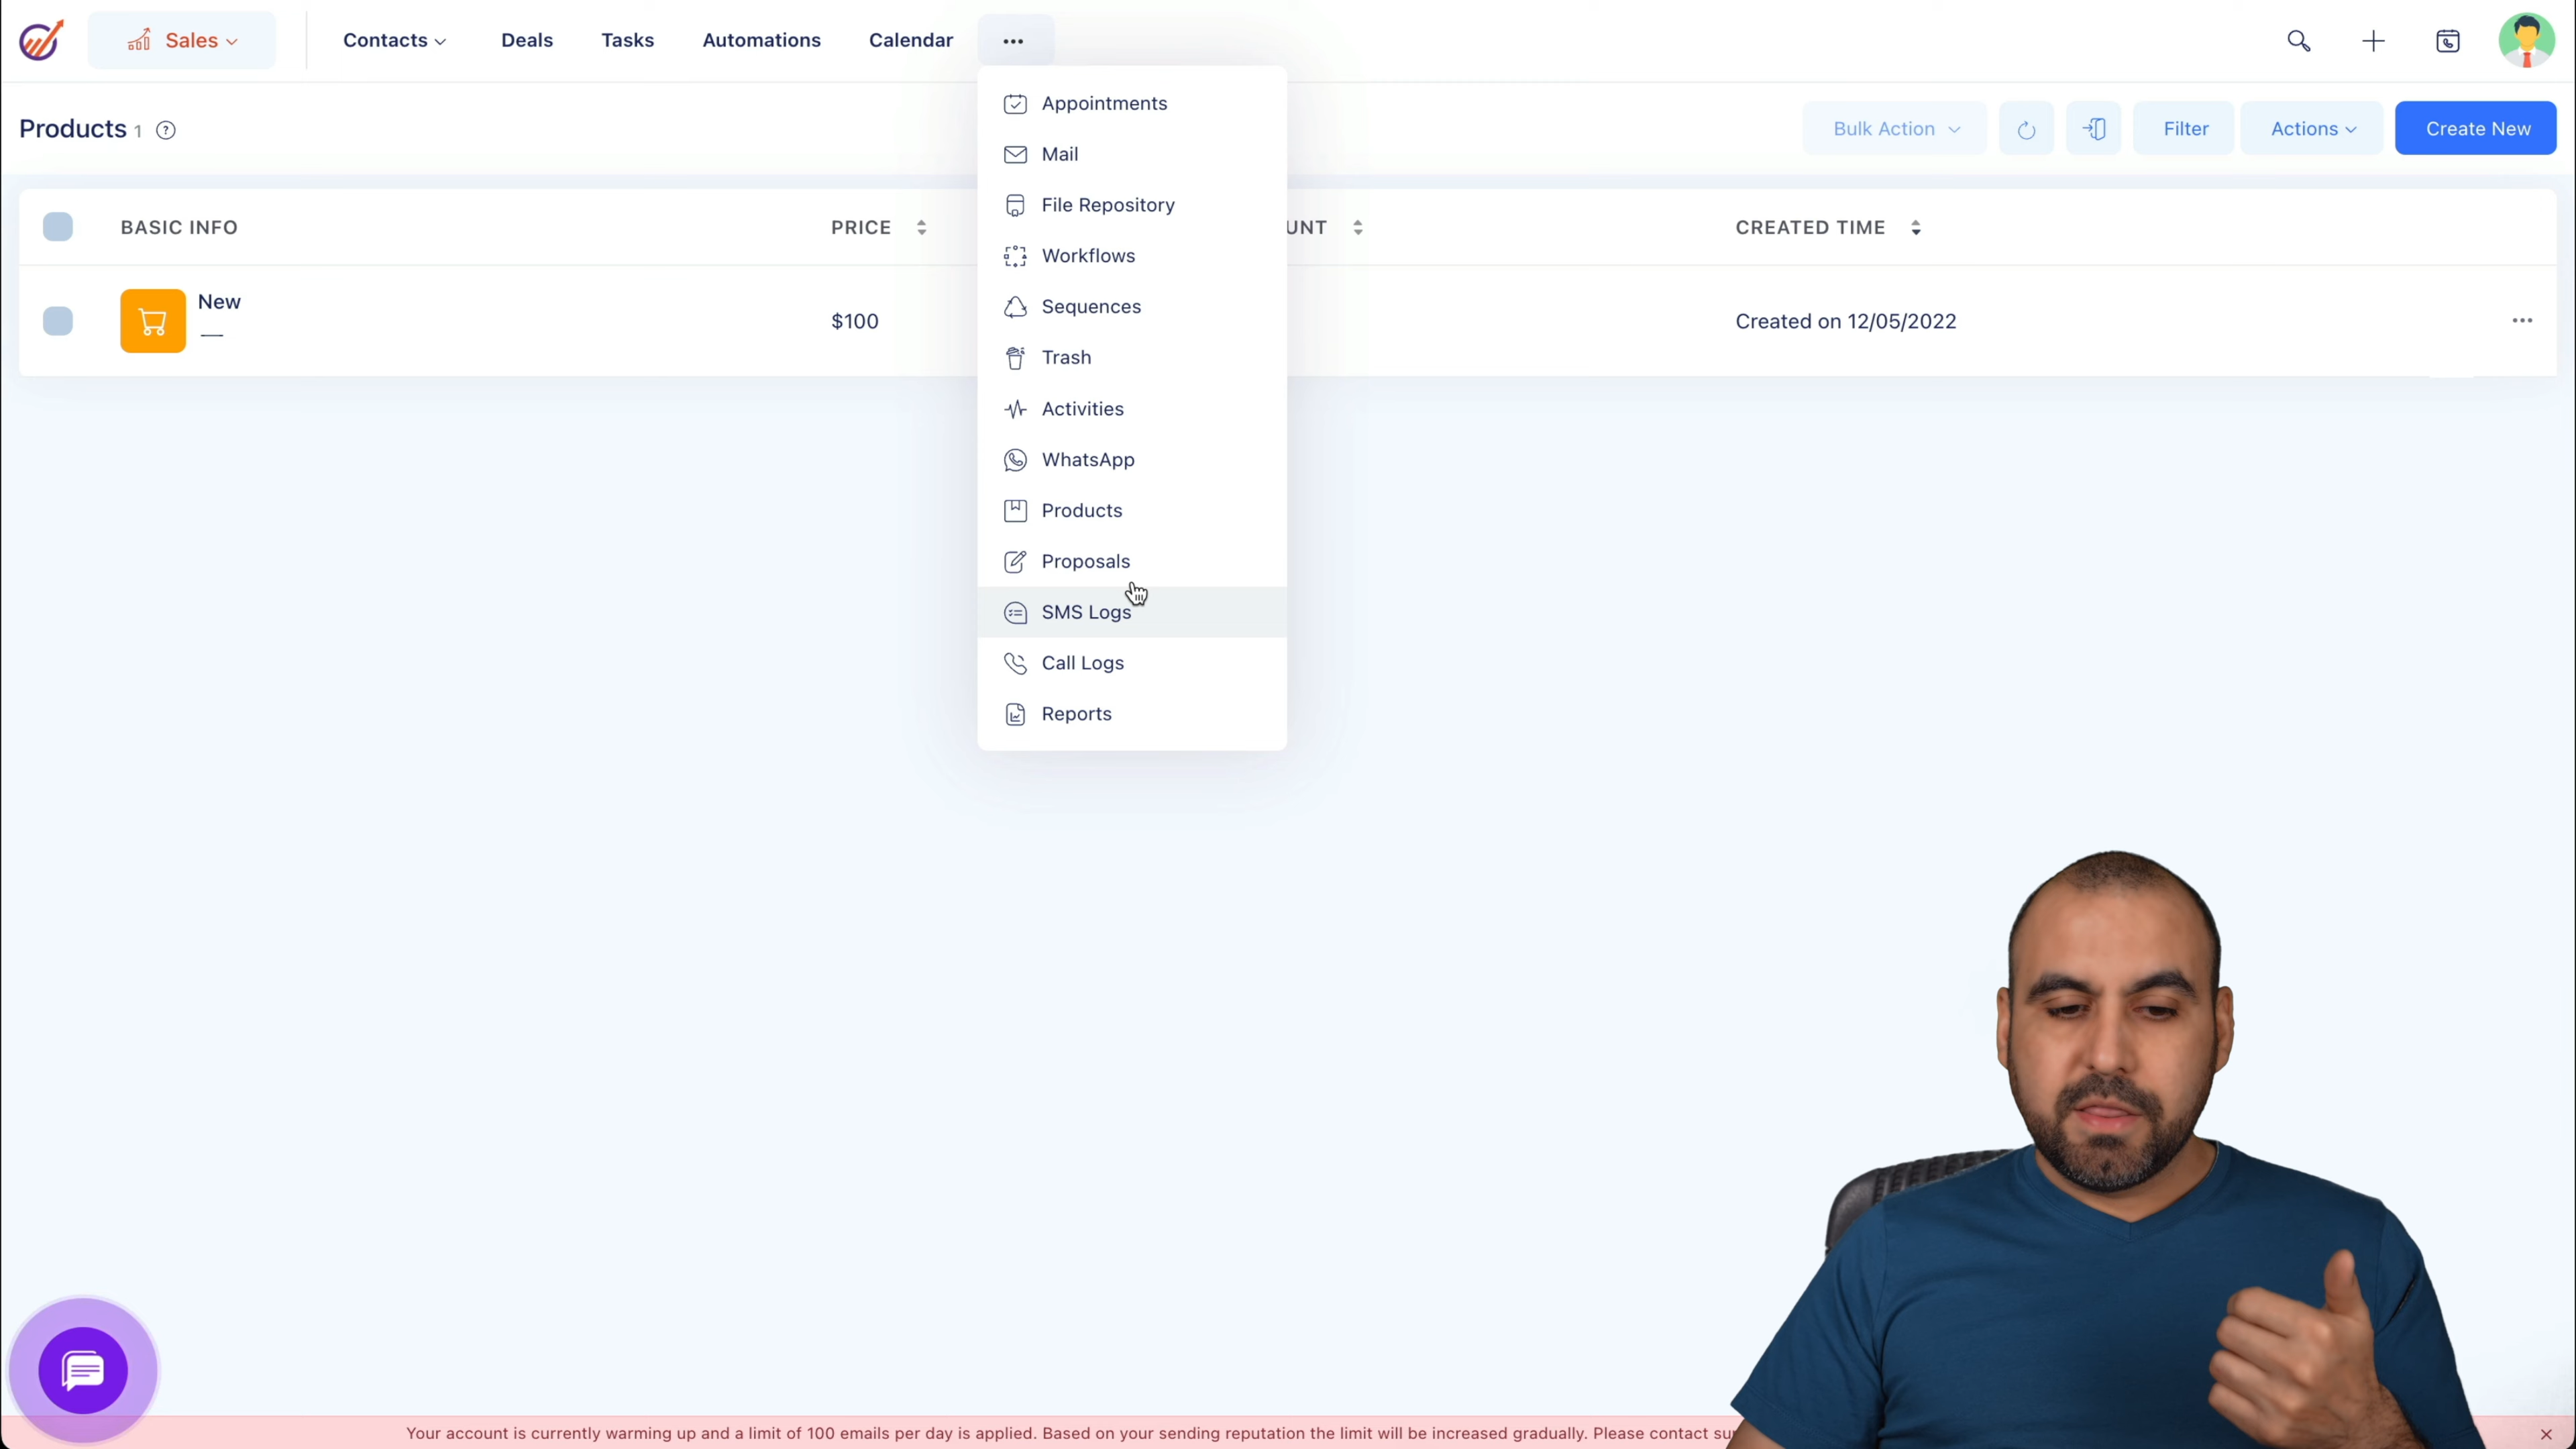 Sales
Contacts
Deals
Tasks
Automations
Calendar
Products 1
Bulk Action
Filter
Actions
Create New
Appointments
Mail
File Repository
Workflows
Sequences
Trash
Activities
WhatsApp
Products
Proposals
SMS Logs
Call Logs
Reports
BASIC INFO
PRICE
CREATED TIME
New
$100
Created on 12/05/2022
Your account is currently warming up and a limit of 100 emails per day is applied. Based on your sending reputation the limit will be increased gradually. Please contact